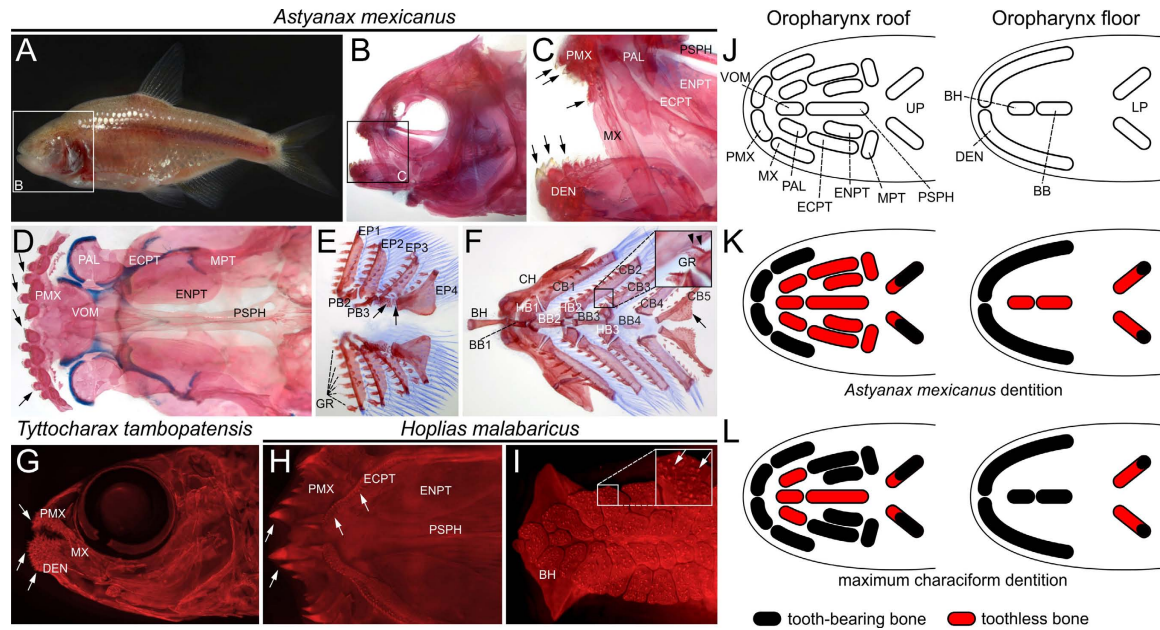 Astyanax mexicanus
Oropharynx roof
Oropharynx floor
A
B
B
C
C
PMX
PAL
PSPH
ENPT
ECPT
MX
DEN
J
VOM
UP
PMX
MX
PAL
ECPT
ENPT
MPT
PSPH
BH
DEN
BB
LP
D
PAL
ECPT
MPT
PMX
VOM
ENPT
PSPH
E
EP1
EP2
EP3
EP4
PB2
PB3
GR
F
CH
CB1
CB2
CB3
CB4
CB5
GR
HB1
HB2
HB3
BH
BB1
BB2
BB3
BB4
K
Astyanax mexicanus dentition
Tyttocharax tambopatensis
Hoplias malabaricus
G
PMX
MX
DEN
H
PMX
ECPT
ENPT
PSPH
I
BH
L
maximum characiform dentition
tooth-bearing bone
toothless bone